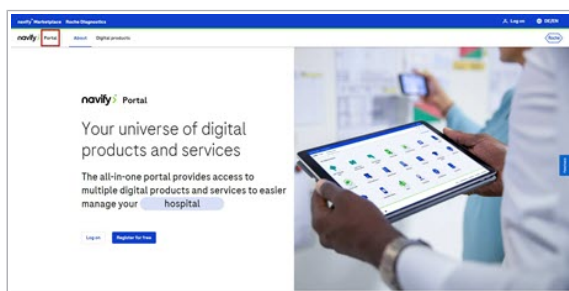 navify® Marketplace Roche Diagnostics
Log on
DE/EN
navify® Portal About Digital products
Roche
navify® Portal
Your universe of digital
products and services
The all-in-one portal provides access to
multiple digital products and services to easier
manage your hospital
Log on Register for free